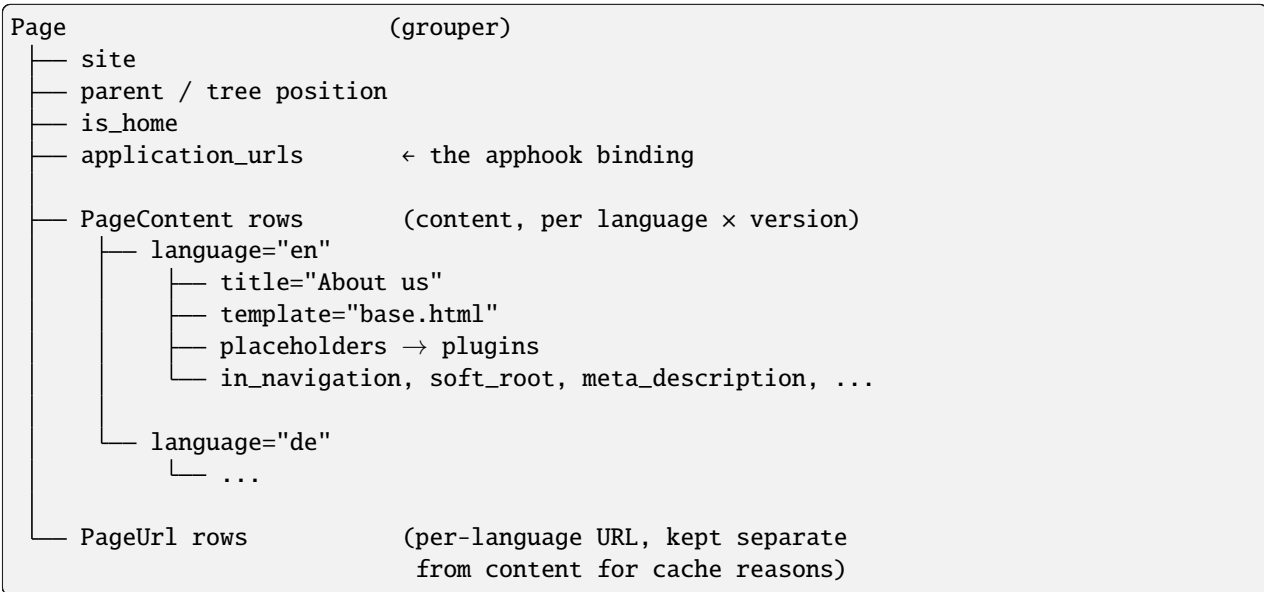 Page                            (grouper)
 ├── site
 ├── parent / tree position
 ├── is_home
 ├── application_urls        ← the apphook binding
 │
 ├── PageContent rows        (content, per language × version)
 │     ├── language="en"
 │     │     ├── title="About us"
 │     │     ├── template="base.html"
 │     │     ├── placeholders → plugins
 │     │     └── in_navigation, soft_root, meta_description, ...
 │     │
 │     └── language="de"
 │           └── ...
 │
 └── PageUrl rows            (per-language URL, kept separate
                              from content for cache reasons)